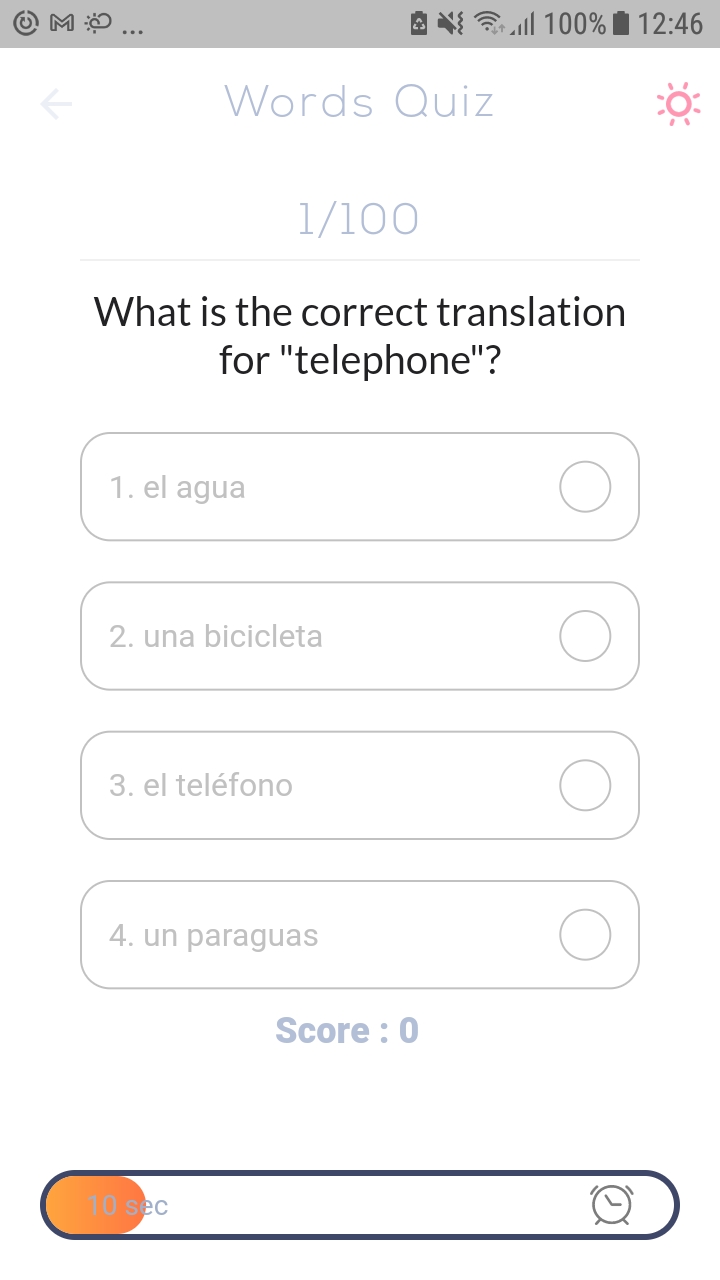 ... 100% 12:46
Words Quiz
1/100
What is the correct translation
for "telephone"?
1. el agua
2. una bicicleta
3. el teléfono
4. un paraguas
Score : 0
10 sec